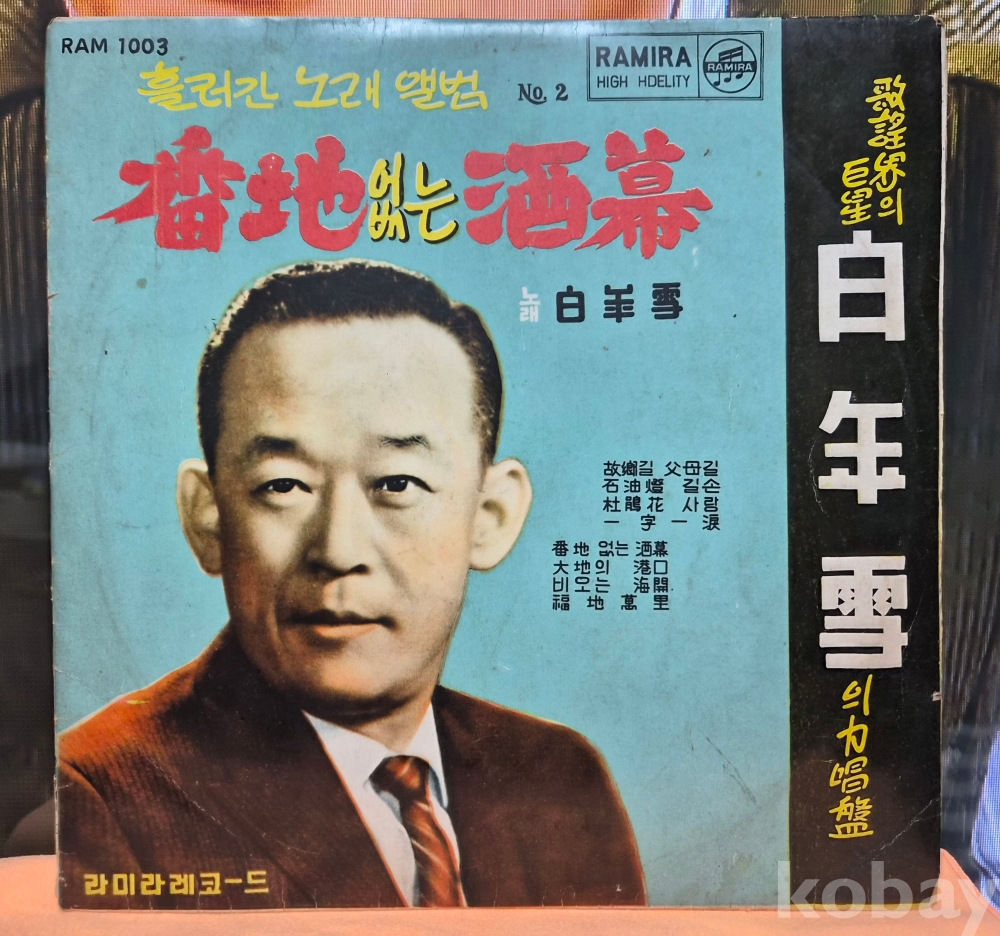 RAM 1003
흘러간 노래 앨범 No. 2
RAMIRA
HIGH HDELITY
RAMIRA
番地없는酒幕
노래 白羊雪
故鄕길 父母길
石油燈 길손
杜鵑花 사랑
一字一淚
番地 없는 酒幕
大地의 港口
비오는 海關
福地萬里
라미라레코-드
歌謠界의
巨星
白年雪
의 力唱盤
kobay